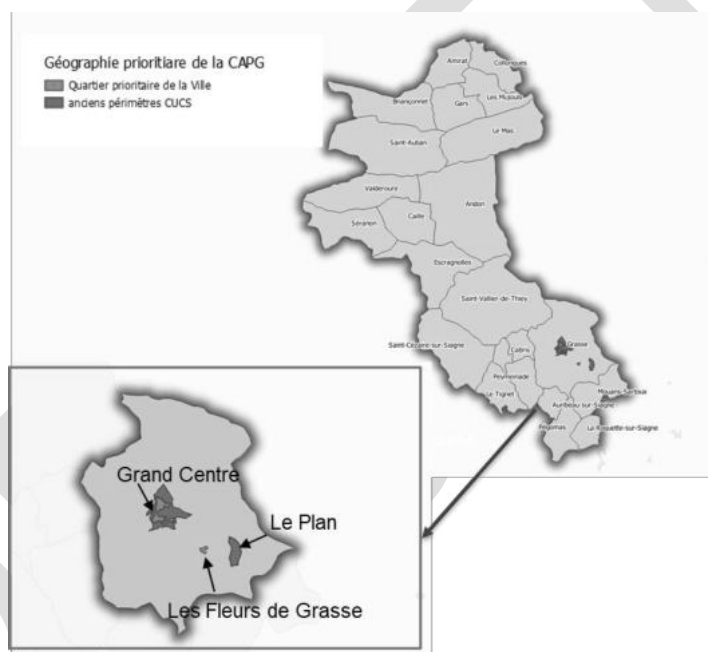 Géographie prioritiaire de la CAPG
Quartier prioritaire de la Ville
anciens périmètres CUCS
Amirat
Collongues
Briançonnet
Gars
Les Mujouls
Le Mas
Saint-Auban
Valderoure
Andon
Caille
Séranon
Escragnolles
Saint-Vallier-de-Thiey
Saint-Cézaire-sur-Siagne
Cabris
Grasse
Peymeinade
Le Tignet
Mouans-Sartoux
Auribeau-sur-Siagne
Pégomas
La Roquette-sur-Siagne
Grand Centre
Le Plan
Les Fleurs de Grasse